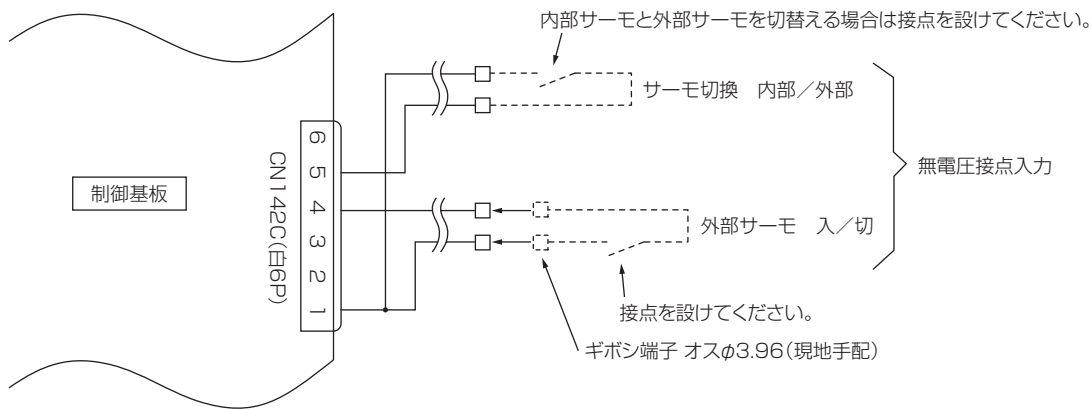 内部サーモと外部サーモを切替える場合は接点を設けてください。
サーモ切換　内部／外部
無電圧接点入力
制御基板
CN142C(白6P)
6
5
4
3
2
1
外部サーモ　入／切
接点を設けてください。
ギボシ端子 オスφ3.96(現地手配)